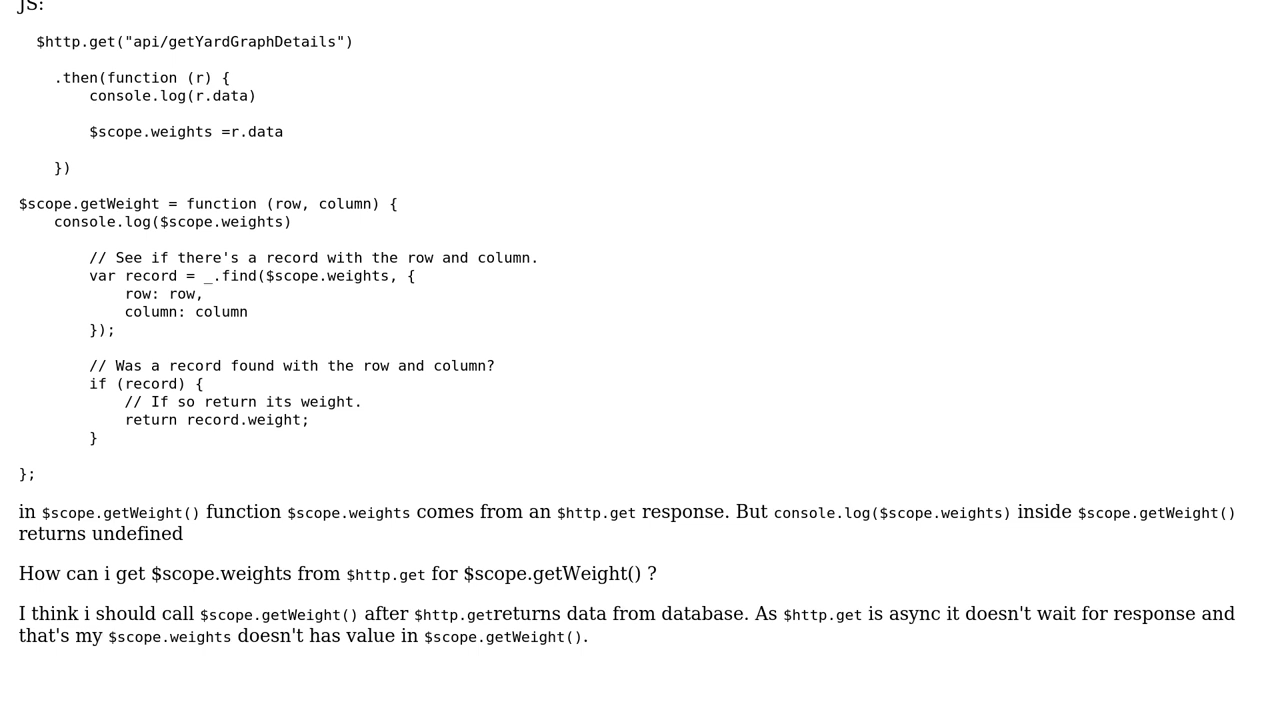 JS:
$http.get("api/getYardGraphDetails")
.then(function (r) {
console.log(r.data)
$scope.weights =r.data
})
$scope.getWeight = function (row, column) {
console.log($scope.weights)
// See if there's a record with the row and column.
var record = _.find($scope.weights, {
row: row,
column: column
});
// Was a record found with the row and column?
if (record) {
// If so return its weight.
return record.weight;
}
};
in $scope.getWeight() function $scope.weights comes from an $http.get response. But console.log($scope.weights) inside $scope.getWeight()
returns undefined
How can i get $scope.weights from $http.get for $scope.getWeight() ?
I think i should call $scope.getWeight() after $http.getreturns data from database. As $http.get is async it doesn't wait for response and
that's my $scope.weights doesn't has value in $scope.getWeight().